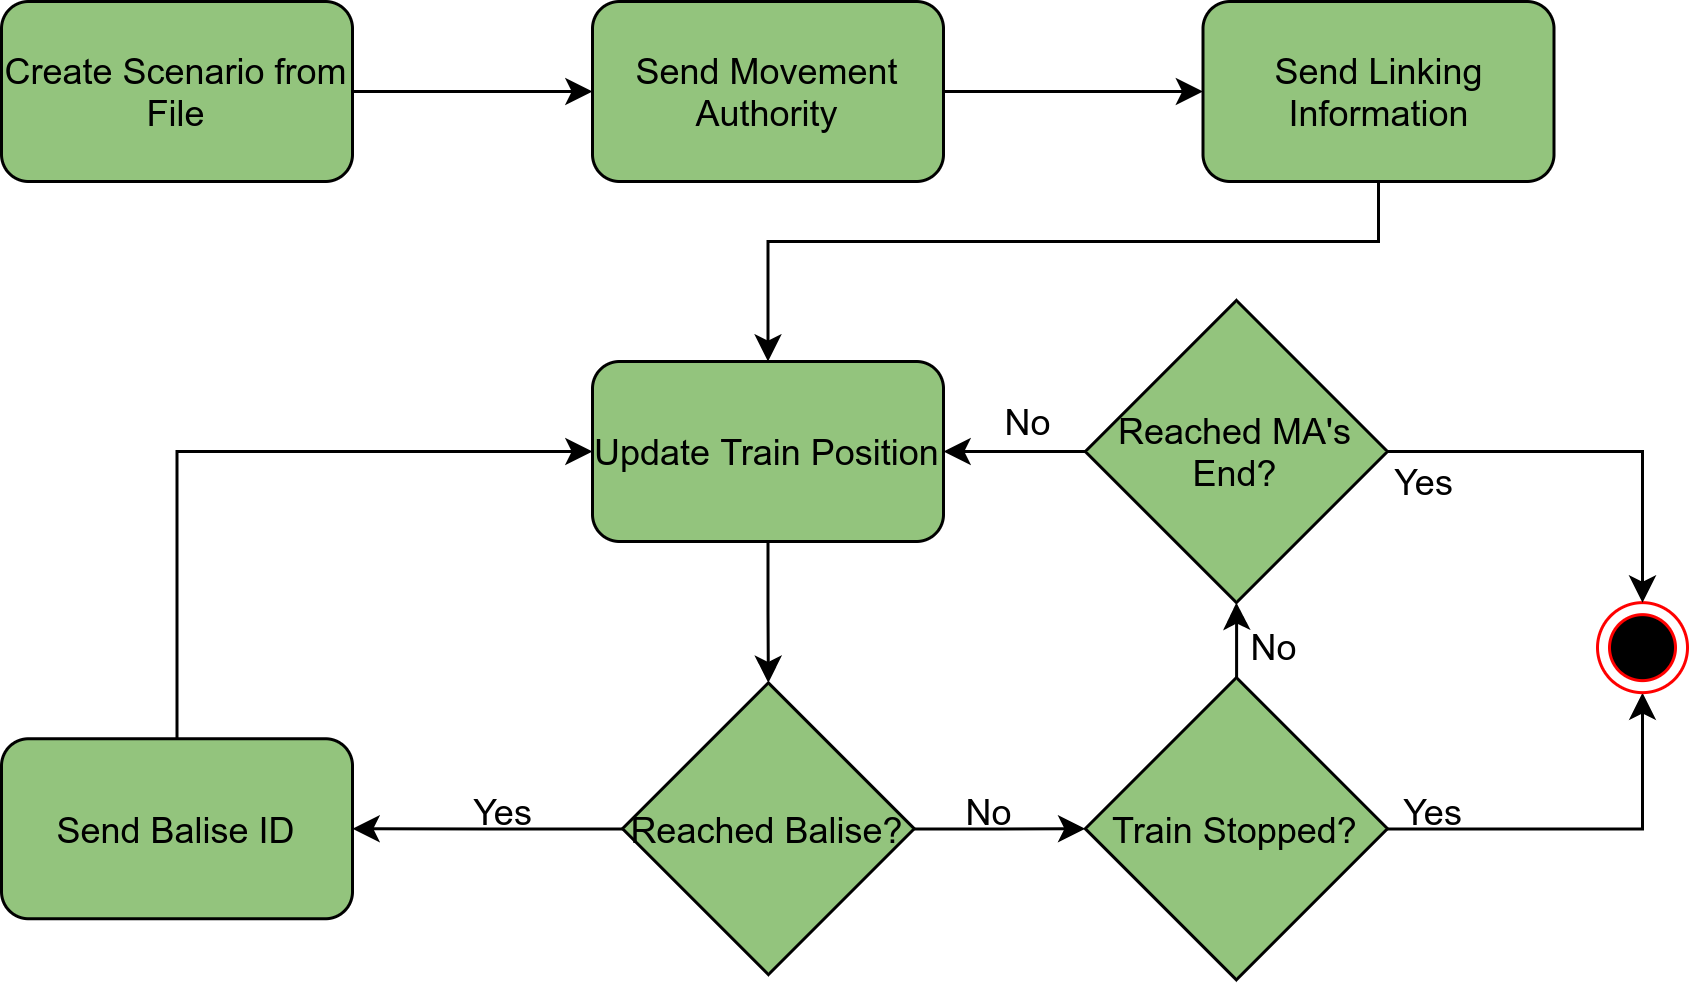 Create Scenario from
File
Send Movement
Authority
Send Linking
Information
Update Train Position
No
Reached MA's
End?
Yes
No
Send Balise ID
Yes
Reached Balise?
No
Train Stopped?
Yes